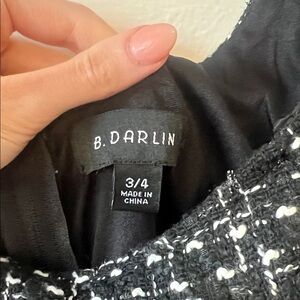 B. DARLIN
3/4
MADE IN
CHINA